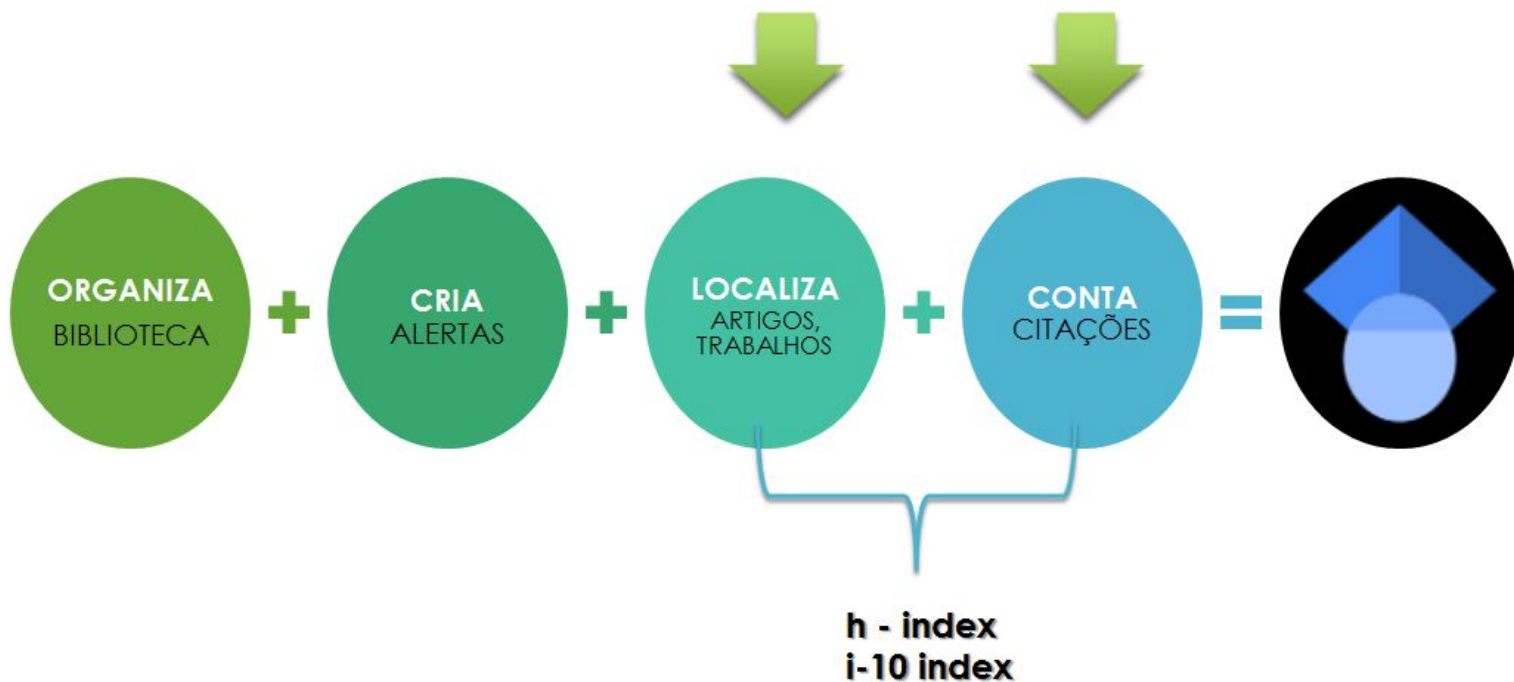 ORGANIZA
BIBLIOTECA
CRIA
ALERTAS
LOCALIZA
ARTIGOS,
TRABALHOS
CONTA
CITAÇÕES
h - index
i-10 index